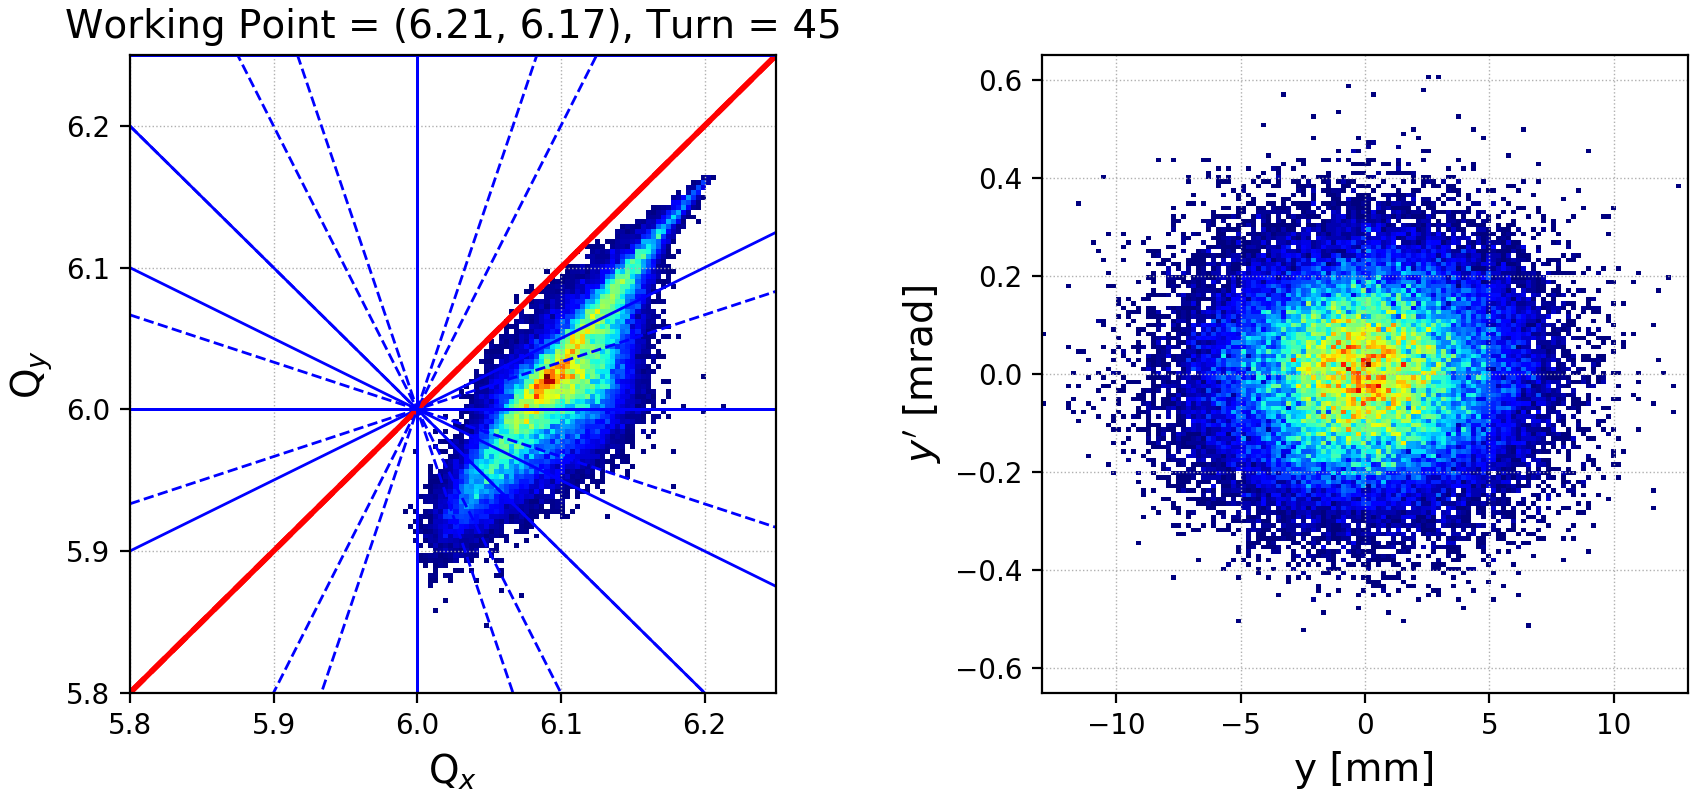 Working Point = (6.21, 6.17), Turn = 45
6.2
6.1
6.0
5.9
5.8
5.8 5.9 6.0 6.1 6.2
Qy
Qx
0.6
0.4
0.2
0.0
−0.2
−0.4
−0.6
−10 −5 0 5 10
y′ [mrad]
y [mm]